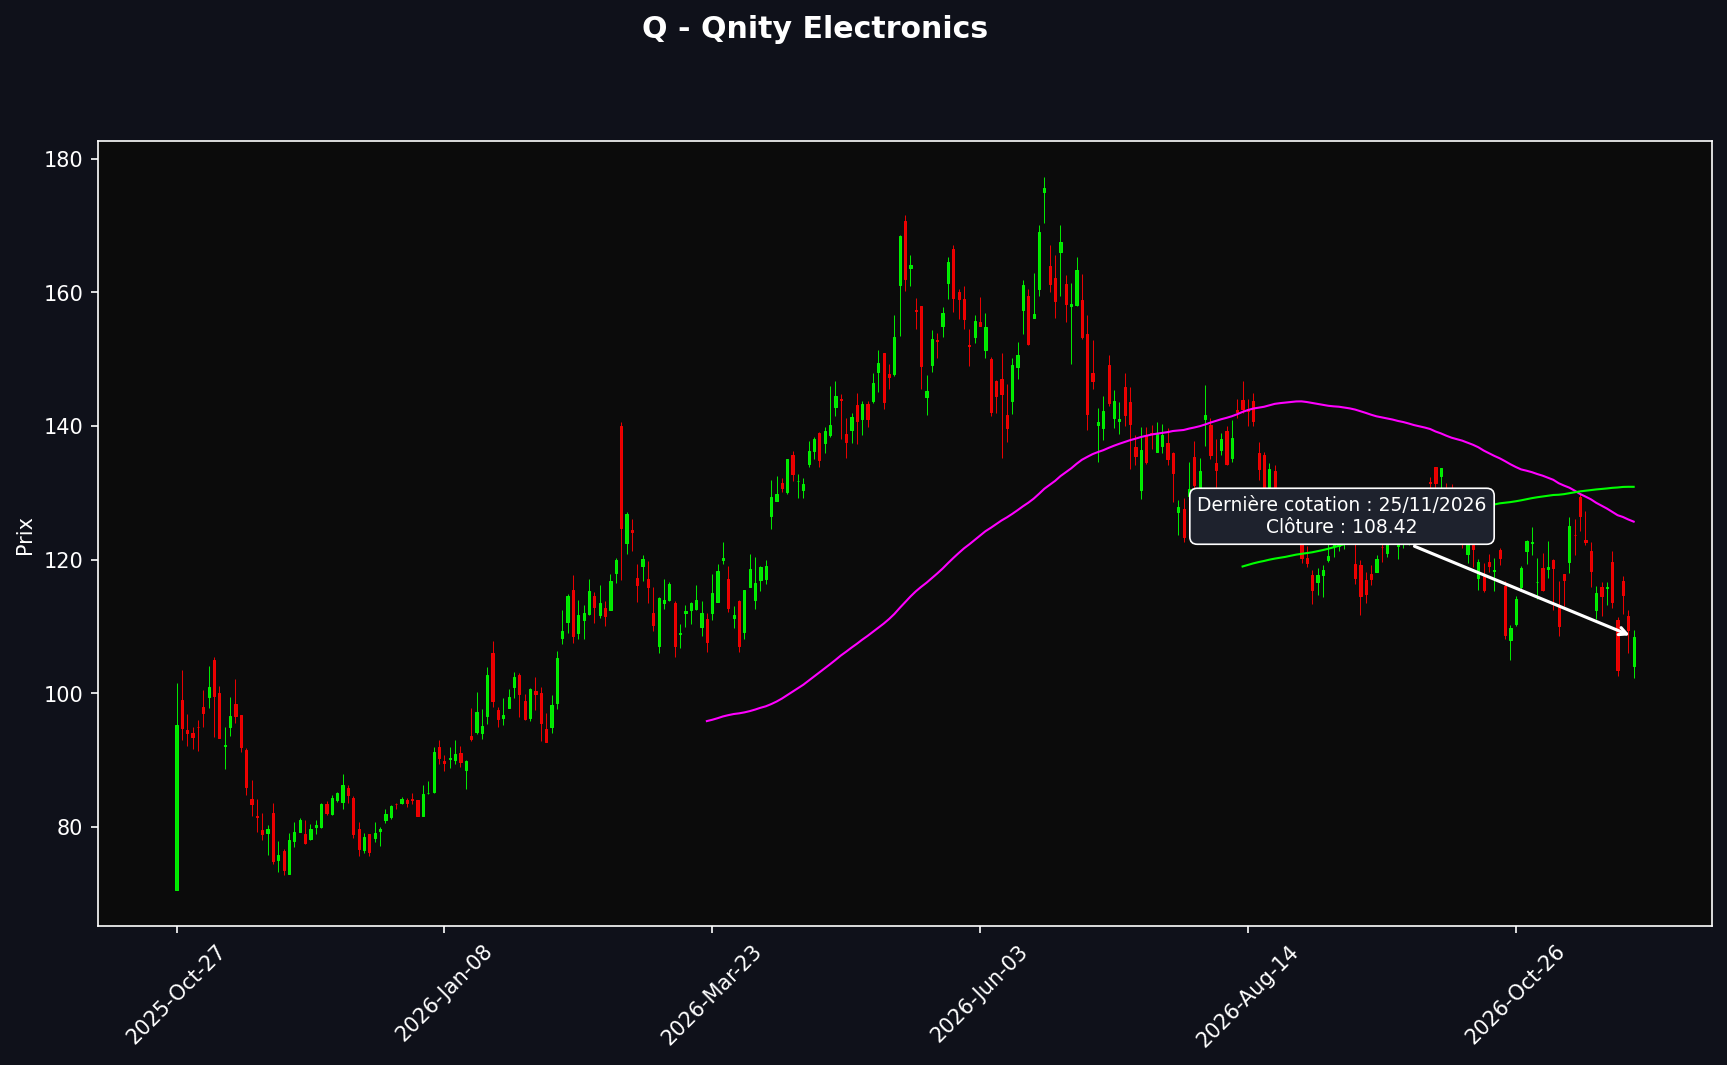 Q - Qnity Electronics
Prix
180
160
140
120
100
80
Dernière cotation : 25/11/2026
Clôture : 108.42
2025-Oct-27
2026-Jan-08
2026-Mar-23
2026-Jun-03
2026-Aug-14
2026-Oct-26